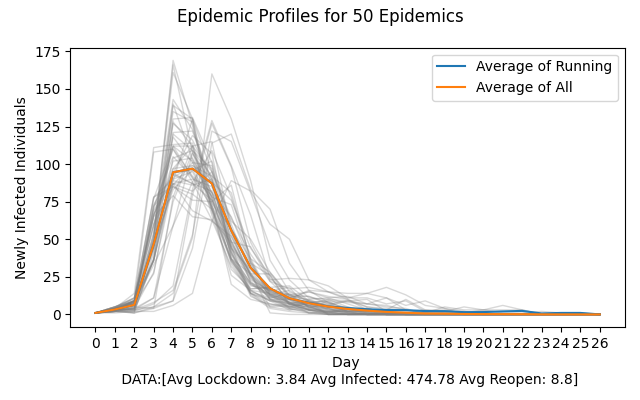 Epidemic Profiles for 50 Epidemics
175
150
125
100
75
50
25
0
Newly Infected Individuals
Average of Running
Average of All
0 1 2 3 4 5 6 7 8 9 10 11 12 13 14 15 16 17 18 19 20 21 22 23 24 25 26
Day
DATA:[Avg Lockdown: 3.84 Avg Infected: 474.78 Avg Reopen: 8.8]